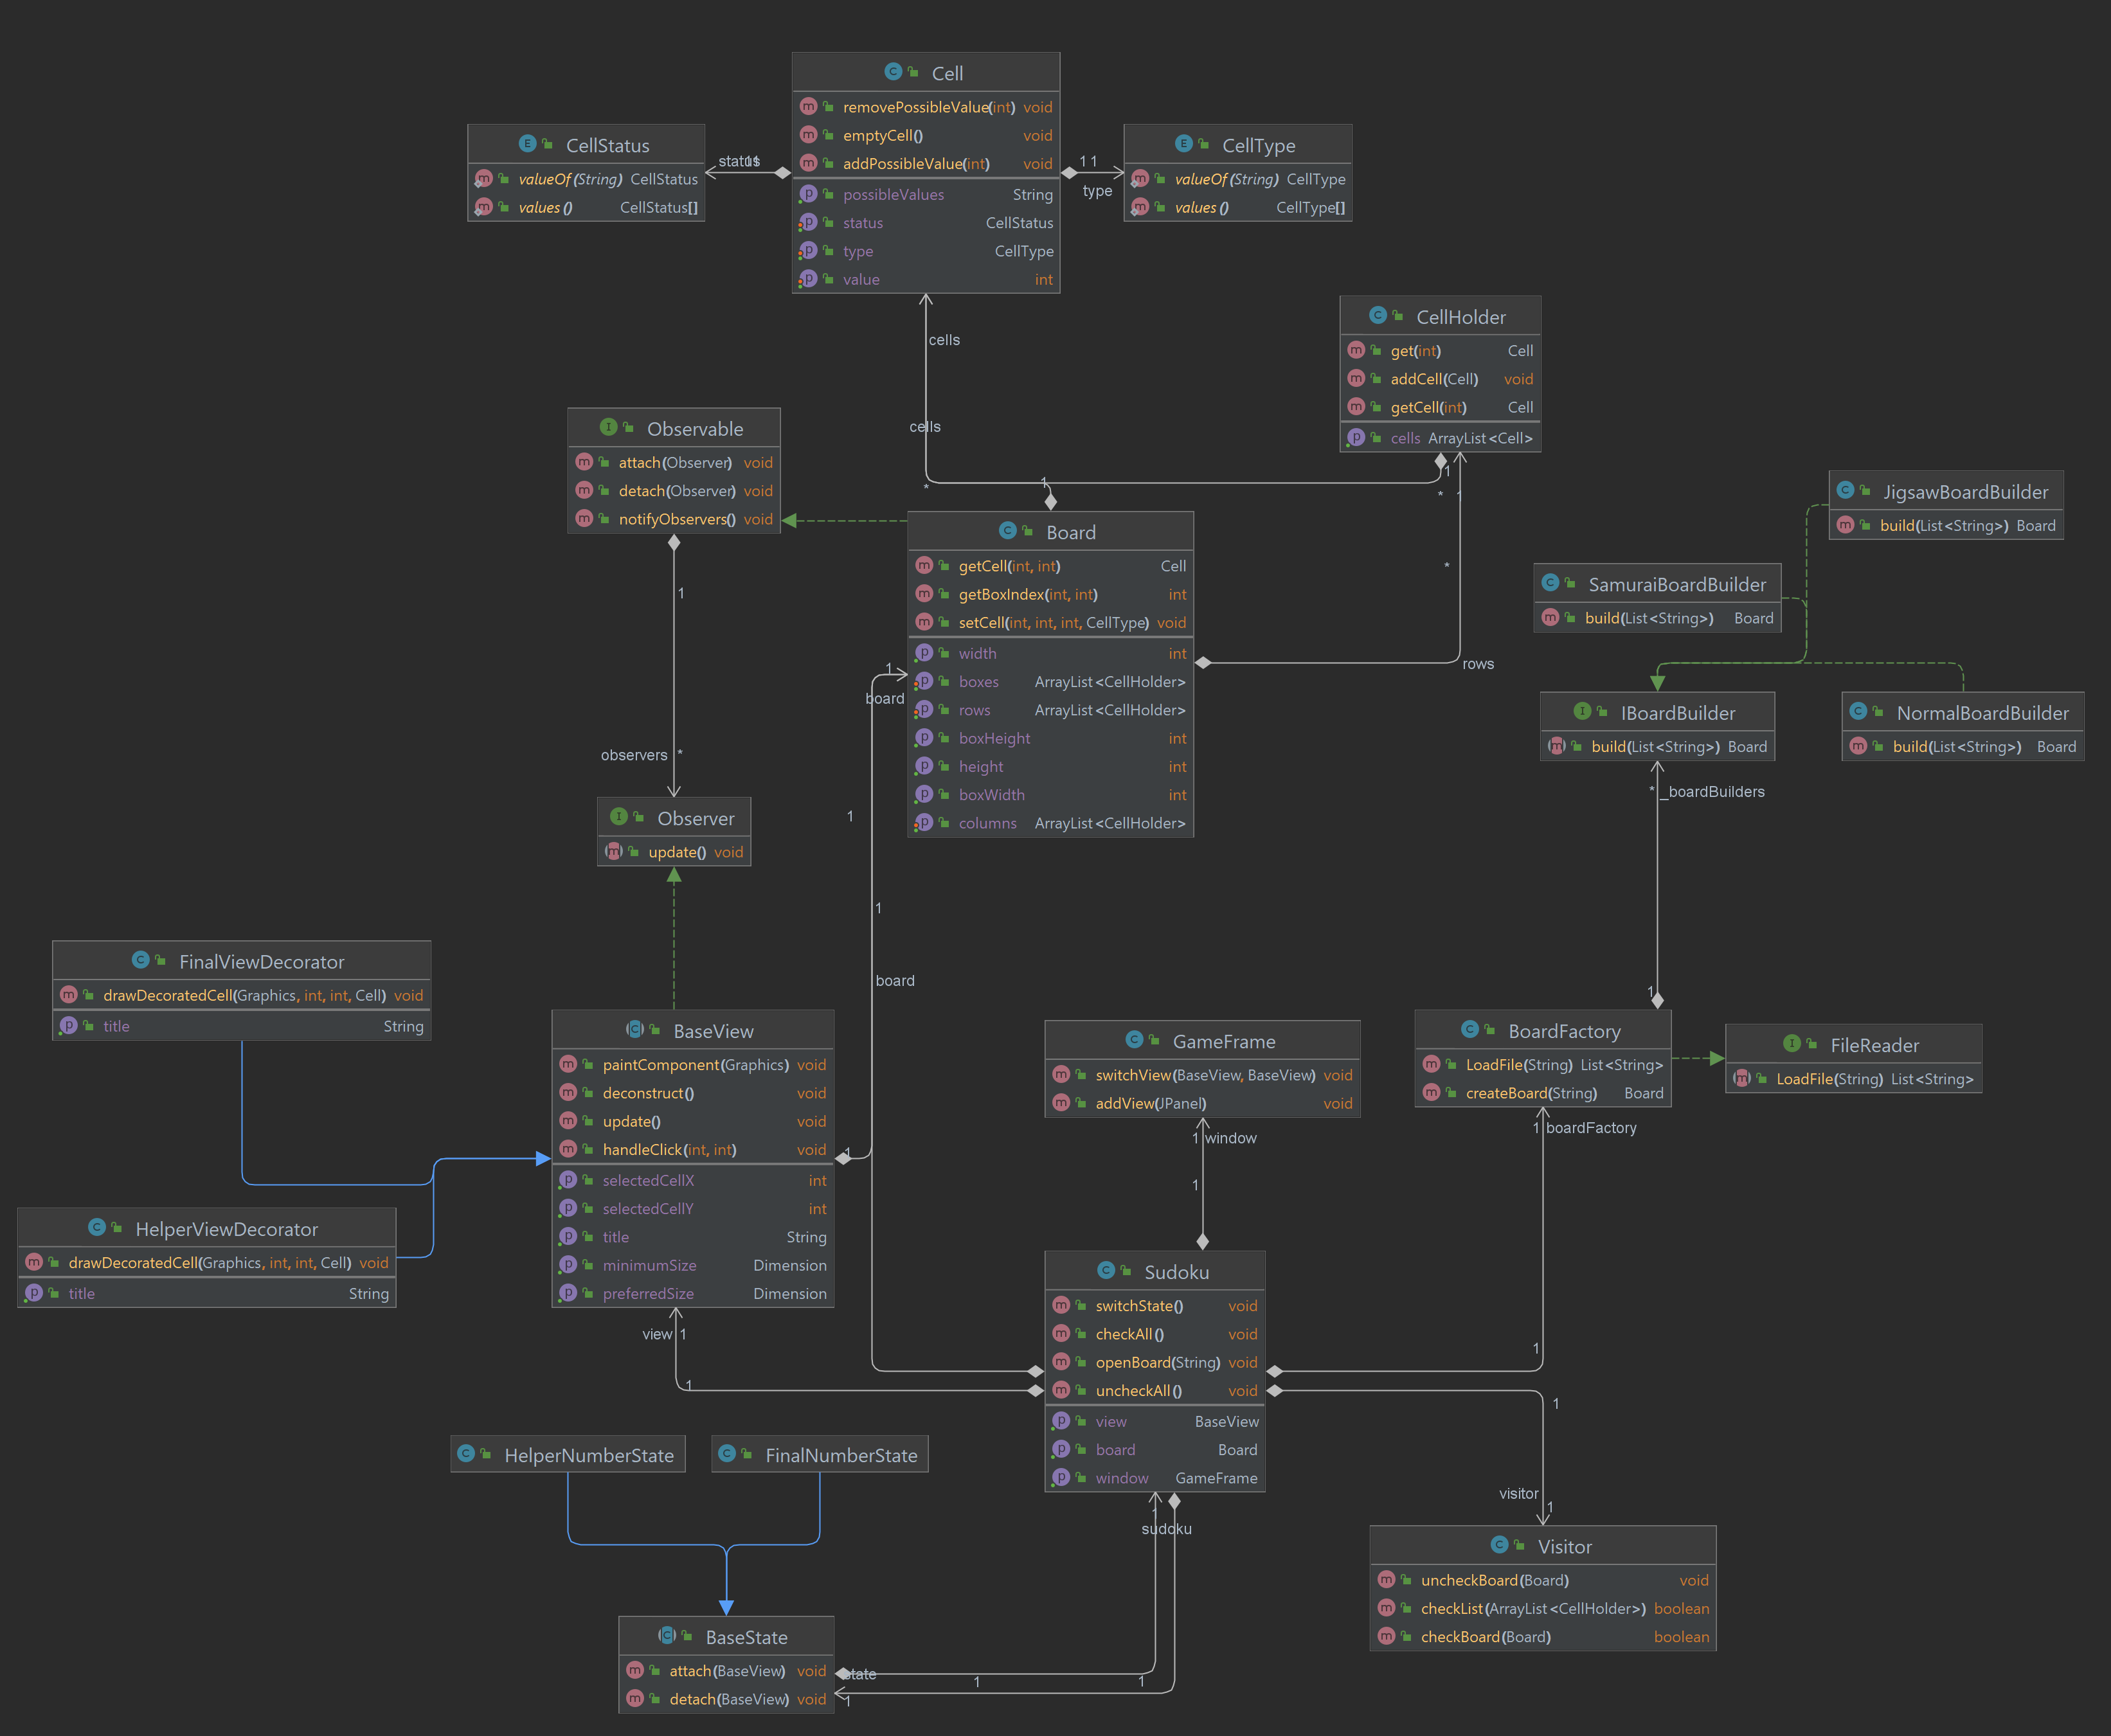 Cell
removePossibleValue(int) void
emptyCell() void
addPossibleValue(int) void
possibleValues String
status CellStatus
type CellType
value int
CellStatus
valueOf(String) CellStatus
values() CellStatus[]
status
1
CellType
valueOf(String) CellType
values() CellType[]
1 1
type
cells
cells
*
1
CellHolder
get(int) Cell
addCell(Cell) void
getCell(int) Cell
cells ArrayList<Cell>
1
* 1
*
rows
Observable
attach(Observer) void
detach(Observer) void
notifyObservers() void
1
observers *
Board
getCell(int, int) Cell
getBoxIndex(int, int) int
setCell(int, int, int, CellType) void
width int
boxes ArrayList<CellHolder>
rows ArrayList<CellHolder>
boxHeight int
height int
boxWidth int
columns ArrayList<CellHolder>
1
board
1
1
board
JigsawBoardBuilder
build(List<String>) Board
SamuraiBoardBuilder
build(List<String>) Board
IBoardBuilder
build(List<String>) Board
NormalBoardBuilder
build(List<String>) Board
* _boardBuilders
1
Observer
update() void
FinalViewDecorator
drawDecoratedCell(Graphics, int, int, Cell) void
title String
HelperViewDecorator
drawDecoratedCell(Graphics, int, int, Cell) void
title String
BaseView
paintComponent(Graphics) void
deconstruct() void
update() void
handleClick(int, int) void
selectedCellX int
selectedCellY int
title String
minimumSize Dimension
preferredSize Dimension
1
view 1
1
GameFrame
switchView(BaseView, BaseView) void
addView(JPanel) void
1 window
1
BoardFactory
LoadFile(String) List<String>
createBoard(String) Board
1 boardFactory
1
FileReader
LoadFile(String) List<String>
Sudoku
switchState() void
checkAll() void
openBoard(String) void
uncheckAll() void
view BaseView
board Board
window GameFrame
1
sudoku
1
visitor 1
Visitor
uncheckBoard(Board) void
checkList(ArrayList<CellHolder>) boolean
checkBoard(Board) boolean
HelperNumberState
FinalNumberState
BaseState
attach(BaseView) void
detach(BaseView) void
state
1
1
1